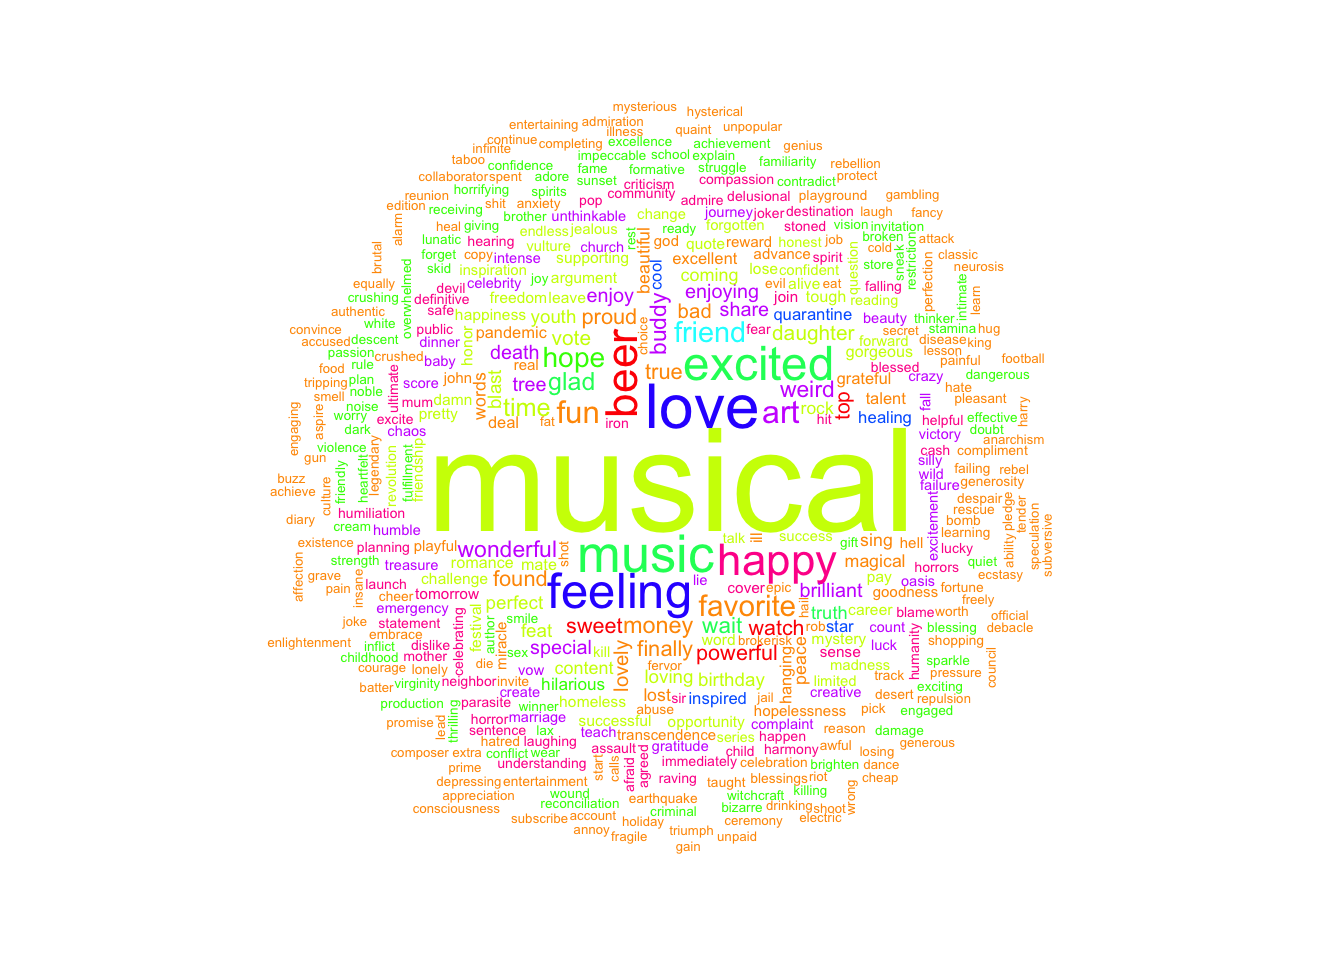 mysterious
hysterical
entertaining admiration
illness quaint unpopular
continue completing excellence achievement genius
infinite impeccable school explain
taboo confidence fame formative struggle familiarity rebellion
collaborator spent adore sunset criticism compassion contradict protect
reunion horrifying spirits community admire delusional playground gambling
edition receiving shit anxiety pop journey joker destination laugh fancy
alarm heal giving brother unthinkable change forgotten stoned vision invitation
lunatic hearing endless jealous rest ready quote reward honest job broken attack
brutal forget copy intense vulture church beautiful god excellent advance spirit cold sneak classic
equally skid inspiration supporting cool coming lose confident question store restriction perfection neurosis
crushing overwhelmed devil celebrity joy argument evil alive eat falling intimate learn
authentic definitive freedom leave enjoy buddy enjoying join tough reading
convince white safe happiness youth proud bad share quarantine beauty thinker
accused descent public honor pandemic vote choice friend fear daughter secret stamina hug
passion crushed dinner death hope beer excited forward disease king
food rule baby real gorgeous lesson painful football
tripping plan ultimate score john words tree glad true weird grateful blessed crazy dangerous
smell noble mum damn blast time fun love art rock talent fall hate pleasant
engaging aspire worry noise excite pretty deal fat iron hit top healing helpful effective harry
dark chaos victory doubt
violence legendary revolution friendship musical cash anarchism
gun heartfelt fulfillment silly compliment
buzz friendly wild failing rebel
achieve culture failure generosity
diary humiliation excitement despair pledge
cream humble rescue tender
existence planning playful wonderful music happy talk ill success gift sing hell bomb ability speculation
strength treasure romance mate shot magical lucky learning subversive
affection grave launch challenge found feeling lie cover epic brilliant pay oasis horrors quiet
pain insane cheer tomorrow favorite hail goodness fortune ecstasy
joke emergency perfect truth career blame worth freely
enlightenment embrace statement festival author smile feat sweet money wait watch rob star count humanity official
inflict dislike miracle word broke risk mystery luck blessing debacle
childhood mother celebrating sex special kill finally powerful peace sense shopping
courage lonely die lovely fervor hanging madness sparkle council
batter virginity neighbor invite vow content loving birthday limited track pressure
production parasite create hilarious lost sir inspired jail creative desert exciting repulsion
promise lead thrilling winner homeless abuse hopelessness pick engaged
horror marriage successful opportunity complaint reason
sentence lax teach transcendence series happen damage
composer extra hatred laughing assault gratitude child harmony awful losing generous
prime conflict wear start calls agreed immediately celebration brighten dance
understanding afraid
depressing entertainment raving taught blessings riot cheap
appreciation wound witchcraft killing wrong
consciousness reconciliation earthquake bizarre drinking shoot
subscribe account criminal ceremony electric
annoy holiday triumph unpaid
fragile
gain